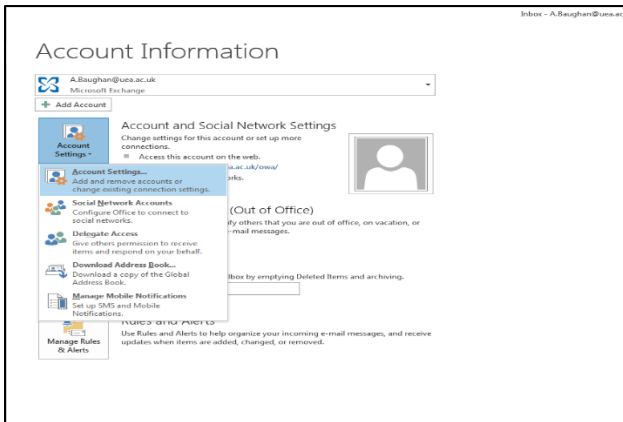 Inbox - A.Baughan@uea.ac
Account Information
A.Baughan@uea.ac.uk
Microsoft Exchange
Add Account
Account
Settings
Account and Social Network Settings
Change settings for this account or set up more
connections.
Access this account on the web.
ea.ac.uk/owa/
orks.
Account Settings...
Add and remove accounts or
change existing connection settings.
Social Network Accounts
Configure Office to connect to
social networks.
Delegate Access
Give others permission to receive
items and respond on your behalf.
Download Address Book...
Download a copy of the Global
Address Book.
Manage Mobile Notifications
Set up SMS and Mobile
Notifications.
(Out of Office)
ify others that you are out of office, on vacation, or
mail messages.
lbox by emptying Deleted Items and archiving.
Manage Rules
& Alerts
Rules and Alerts
Use Rules and Alerts to help organize your incoming e-mail messages, and receive
updates when items are added, changed, or removed.